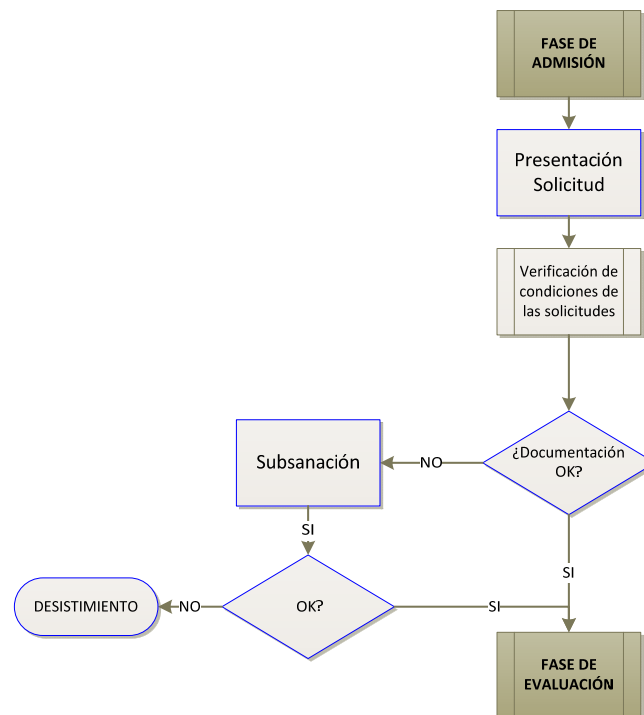 FASE DE
ADMISIÓN
Presentación
Solicitud
Verificación de
condiciones de
las solicitudes
¿Documentación
OK?
NO
Subsanación
SI
SI
OK?
NO
DESISTIMIENTO
SI
FASE DE
EVALUACIÓN